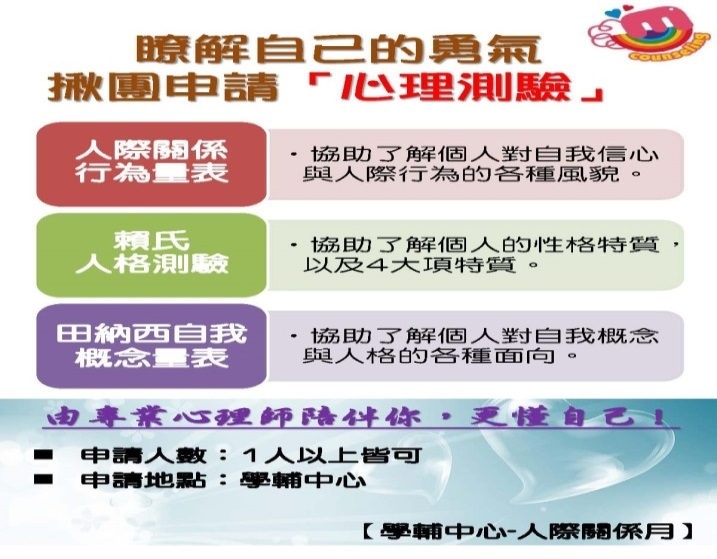 瞭解自己的勇氣
counseling
揪團申請「心理測驗」
人際關係
行為量表
・協助了解個人對自我信心
與人際行為的各種風貌。
賴氏
人格測驗
・協助了解個人的性格特質，
以及4大項特質。
田納西自我
概念量表
・協助了解個人對自我概念
與人格的各種面向。
由專業心理師陪伴你，更懂自己！
■ 申請人數：1人以上皆可
■ 申請地點：學輔中心
【學輔中心-人際關係月】